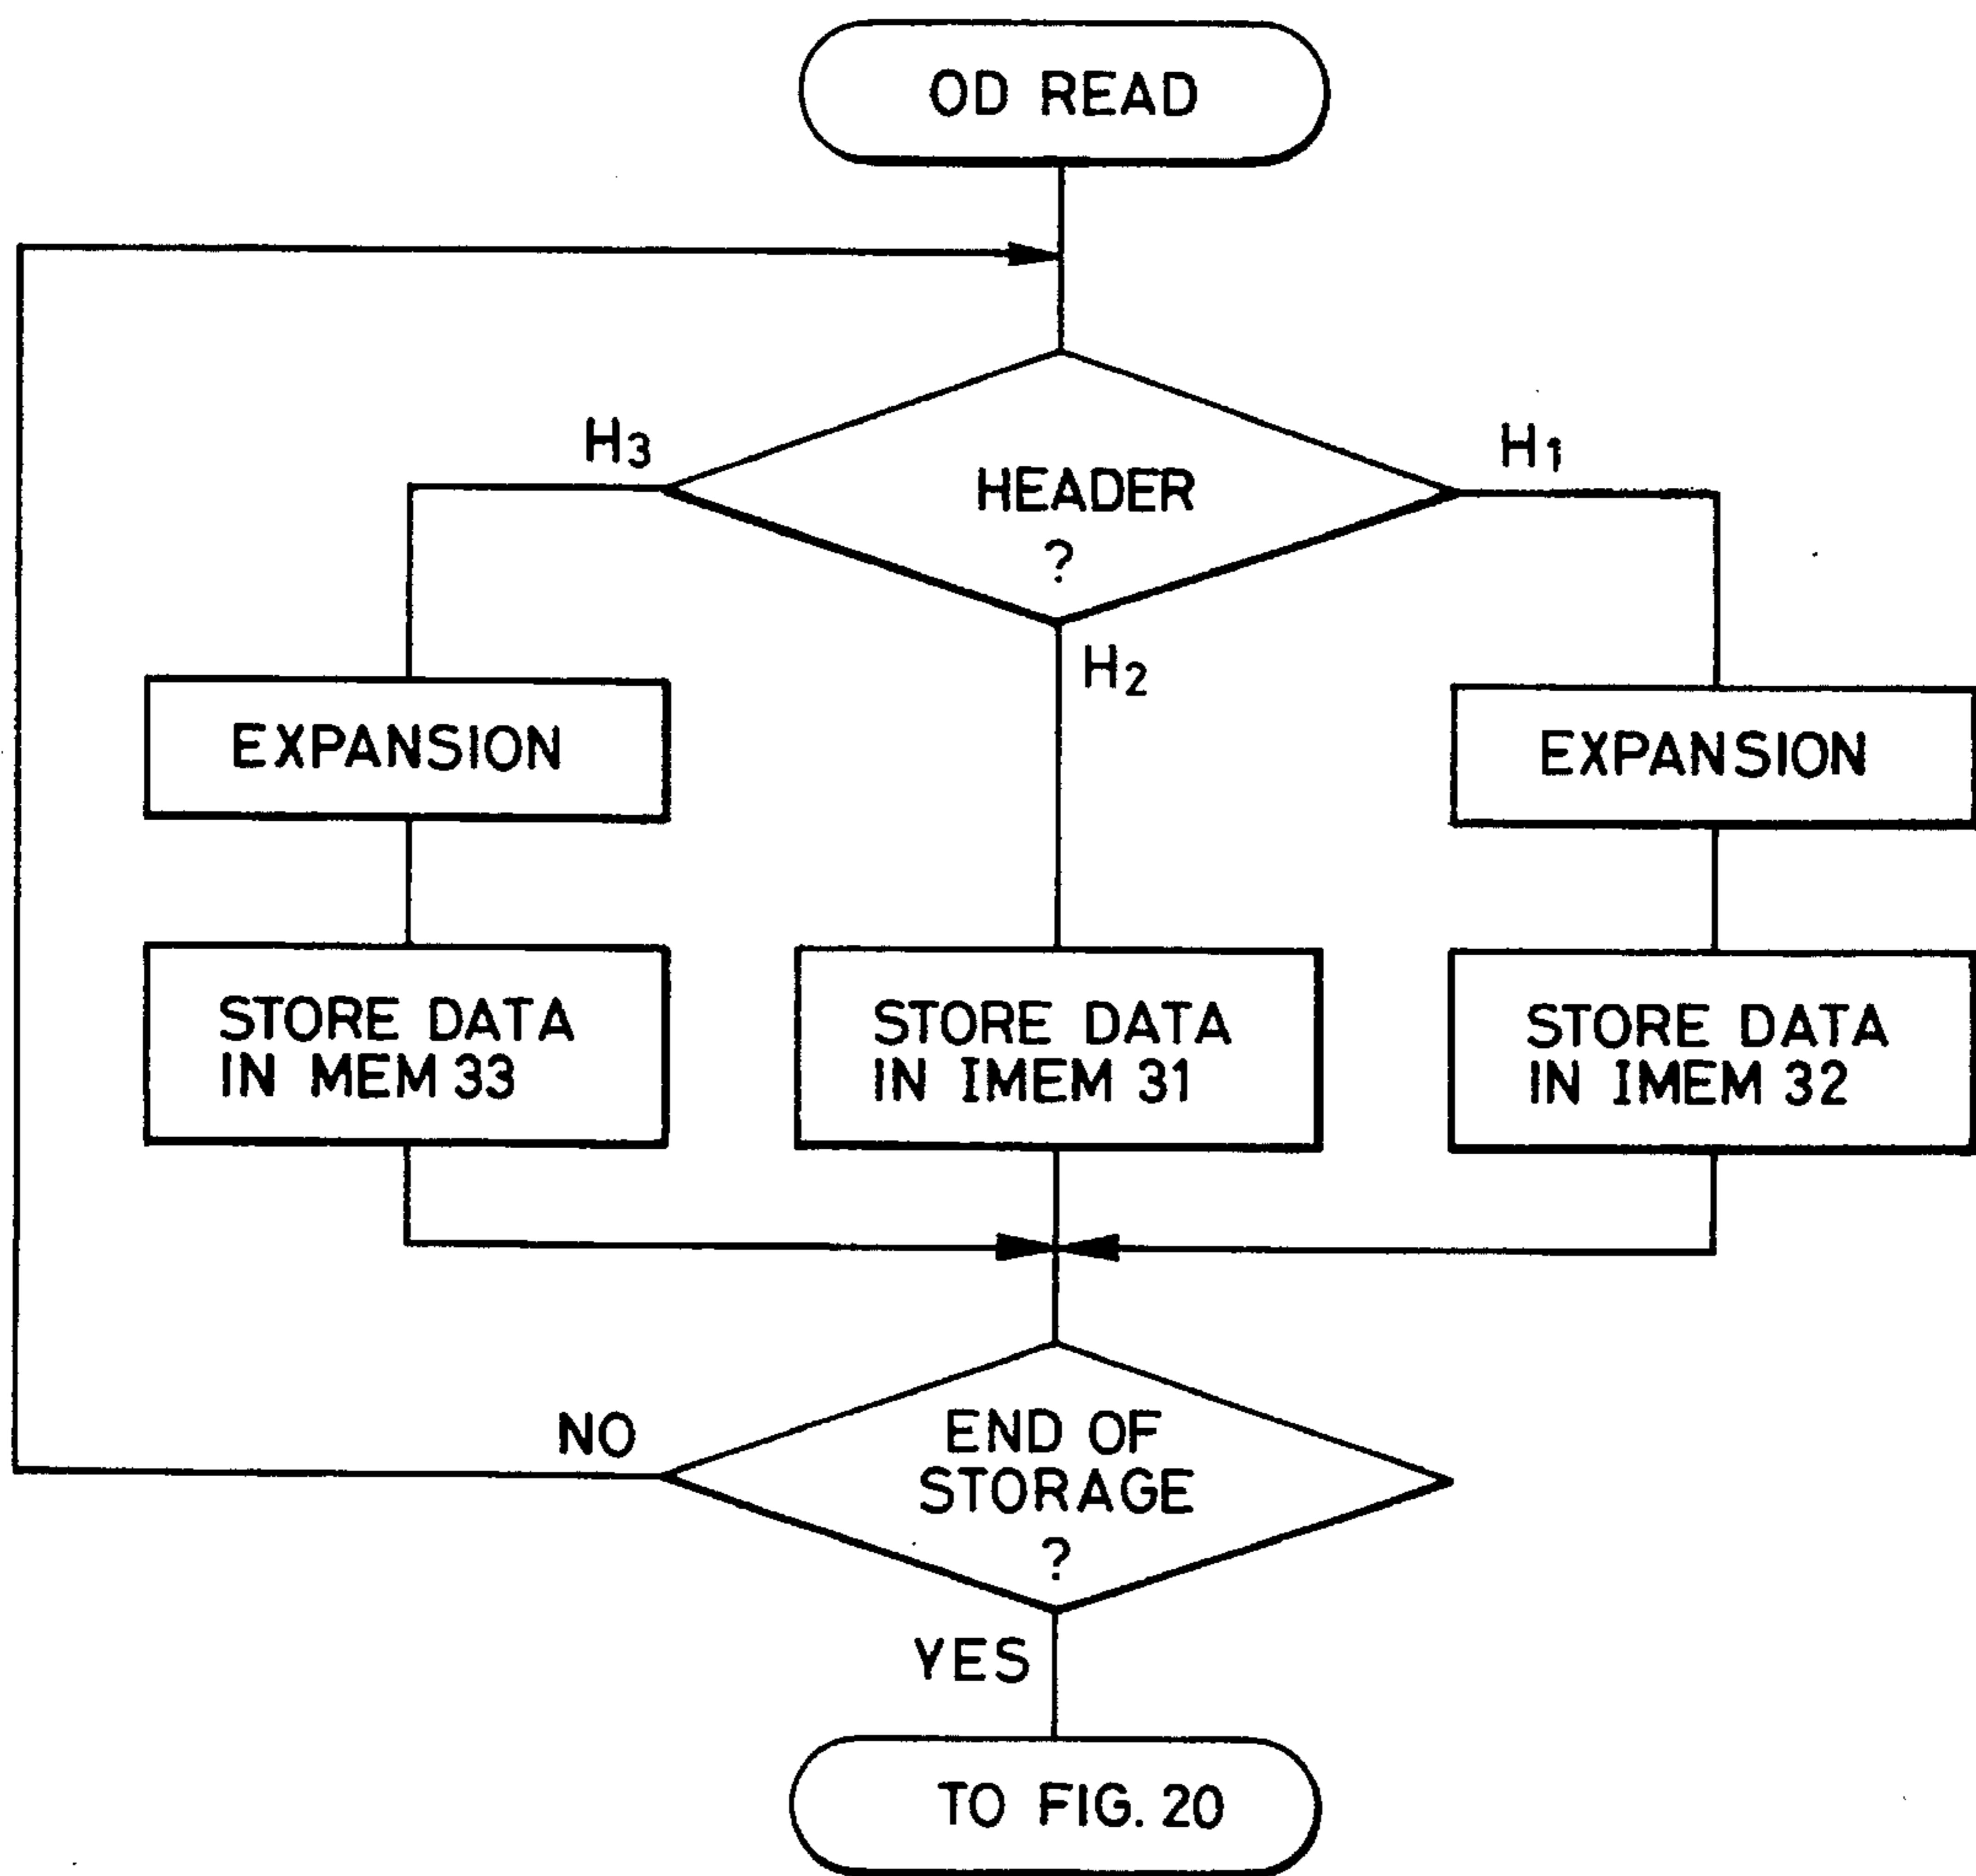 OD READ
H3
H1
HEADER
?
H2
EXPANSION
EXPANSION
STORE DATA
IN MEM 33
STORE DATA
IN IMEM 31
STORE DATA
IN IMEM 32
NO
END OF
STORAGE
?
YES
TO FIG. 20